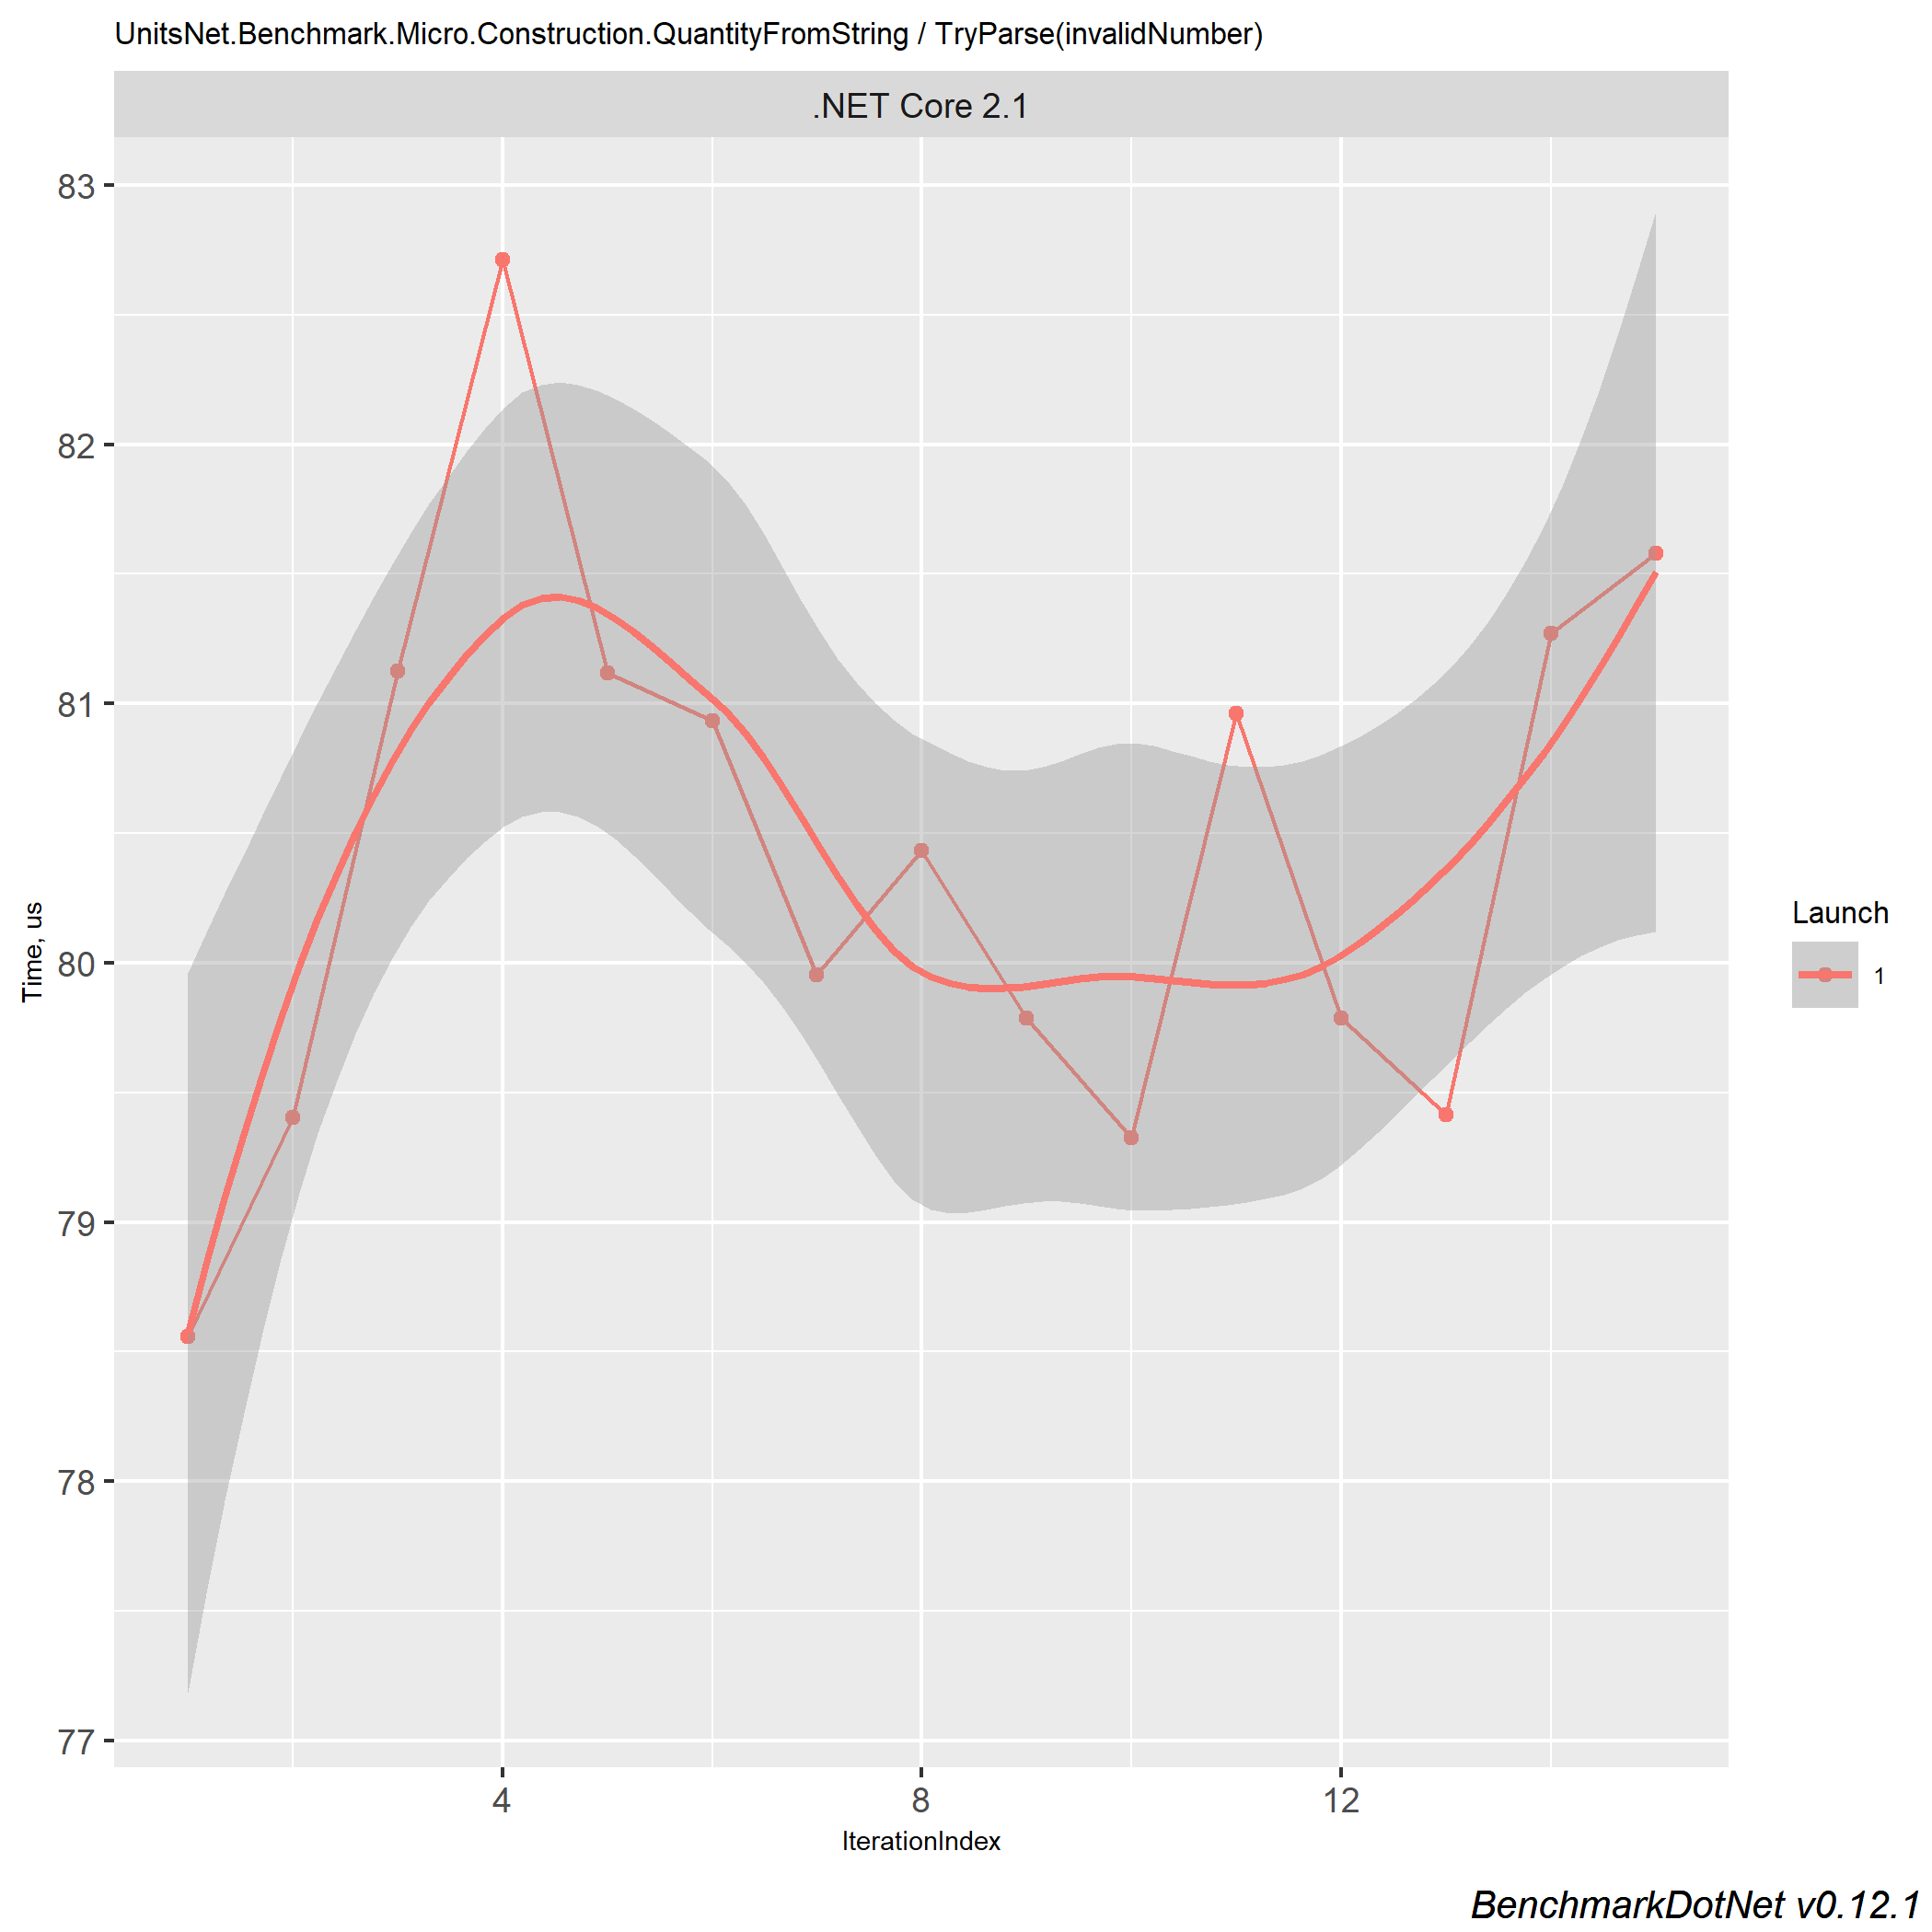 UnitsNet.Benchmark.Micro.Construction.QuantityFromString / TryParse(invalidNumber)
.NET Core 2.1
83
82
81
80
79
78
77
Time, us
4 8 12
IterationIndex
Launch
1
BenchmarkDotNet v0.12.1